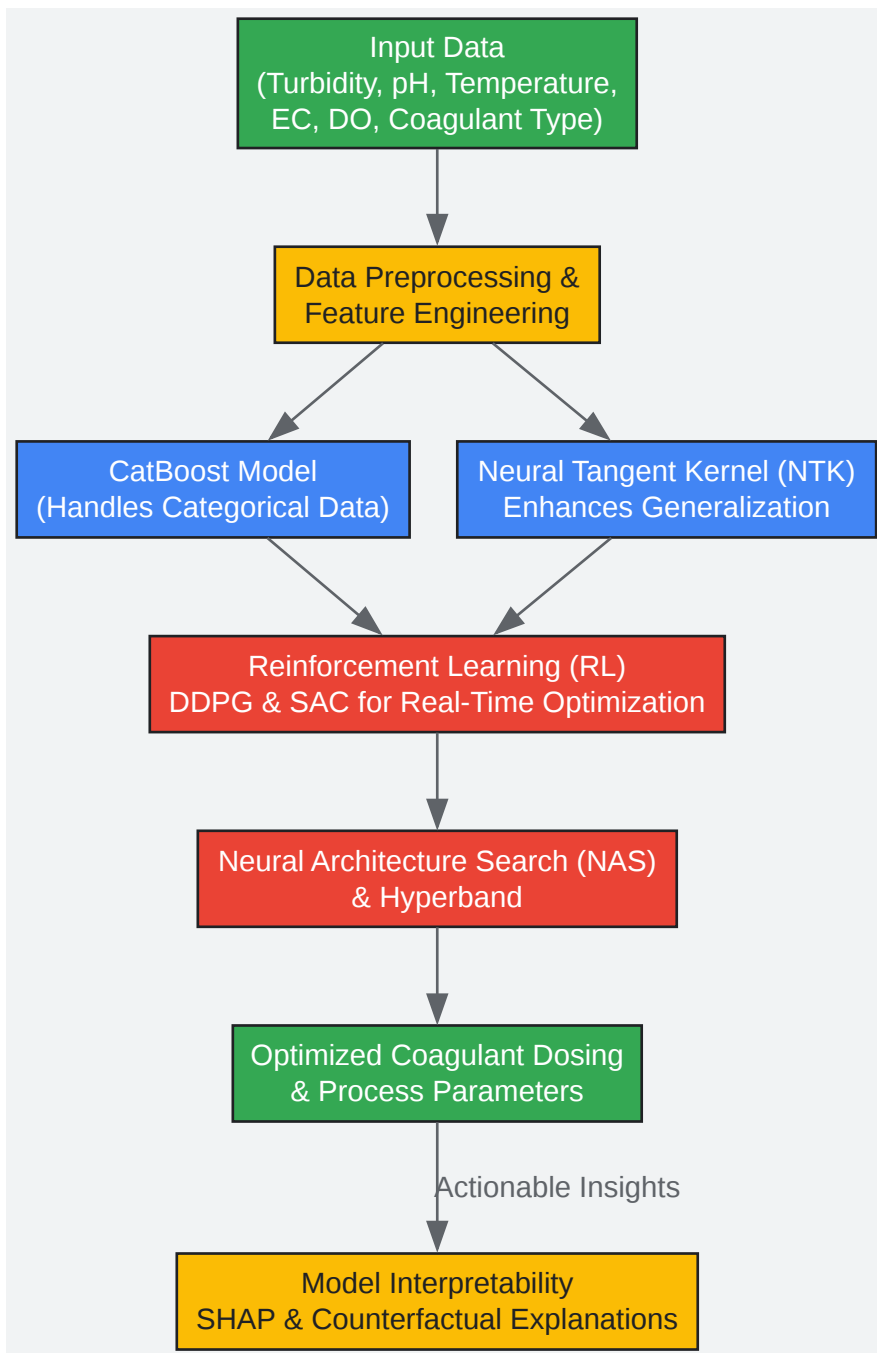 Input Data
(Turbidity, pH, Temperature,
EC, DO, Coagulant Type)
Data Preprocessing &
Feature Engineering
CatBoost Model
(Handles Categorical Data)
Neural Tangent Kernel (NTK)
Enhances Generalization
Reinforcement Learning (RL)
DDPG & SAC for Real-Time Optimization
Neural Architecture Search (NAS)
& Hyperband
Optimized Coagulant Dosing
& Process Parameters
Actionable Insights
Model Interpretability
SHAP & Counterfactual Explanations